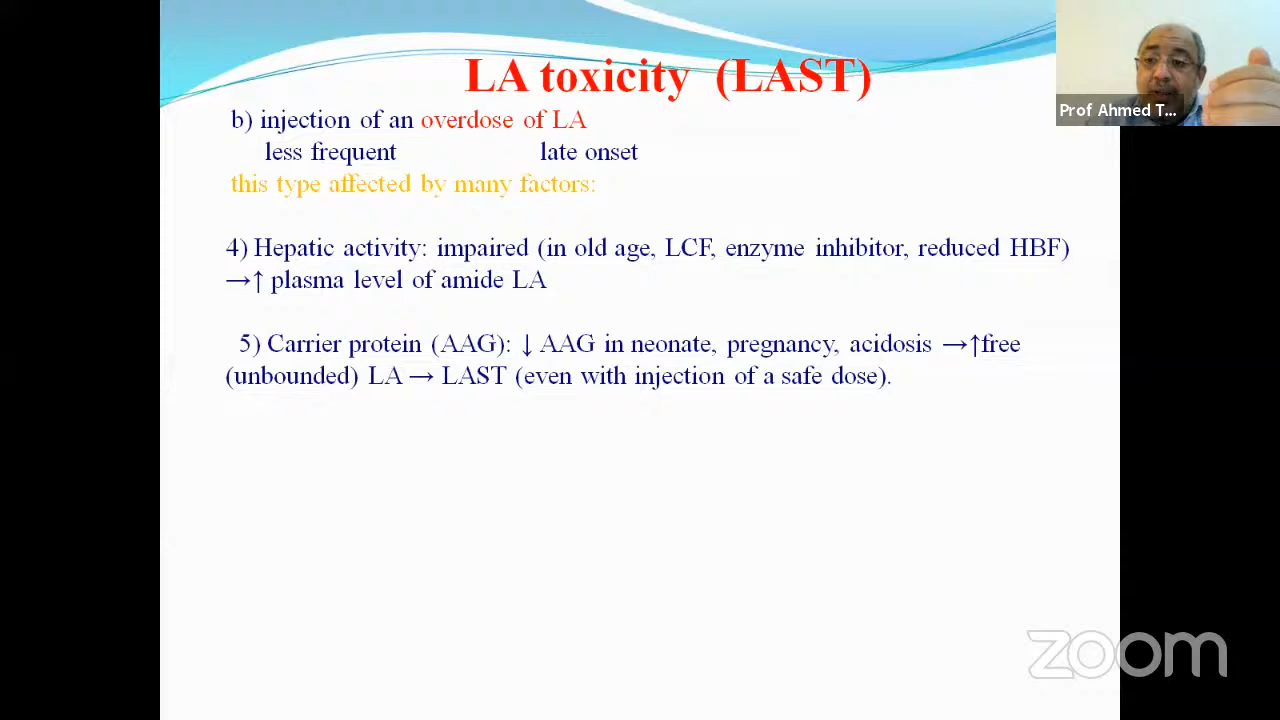 LA toxicity (LAST)
Prof Ahmed T...
b) injection of an overdose of LA
less frequent late onset
this type affected by many factors:
4) Hepatic activity: impaired (in old age, LCF, enzyme inhibitor, reduced HBF)
→↑ plasma level of amide LA
5) Carrier protein (AAG): ↓ AAG in neonate, pregnancy, acidosis →↑free
(unbounded) LA → LAST (even with injection of a safe dose).
zoom